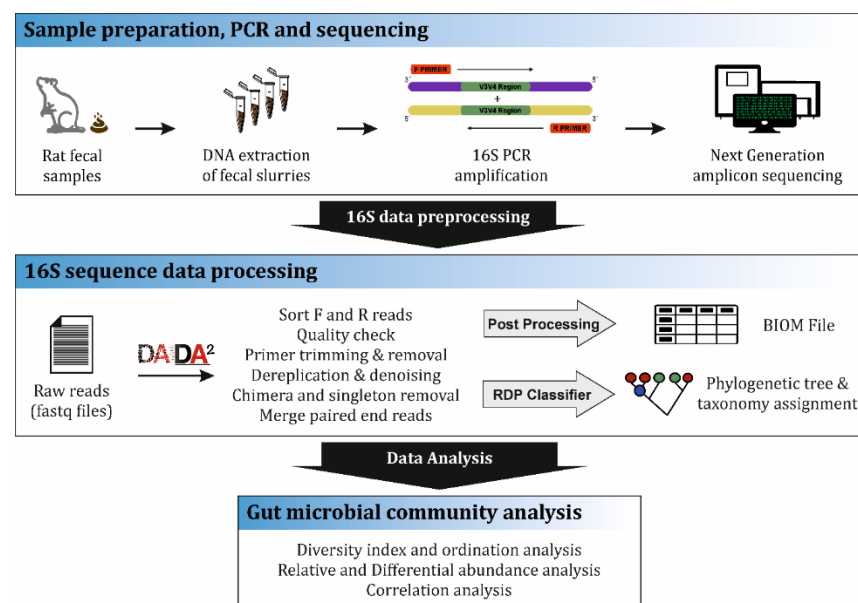 Sample preparation, PCR and sequencing
F PRIMER
3' V3V4 Region 5'
+
5' V3V4 Region 3'
R PRIMER
Rat fecal
samples
DNA extraction
of fecal slurries
16S PCR
amplification
Next Generation
amplicon sequencing
16S data preprocessing
16S sequence data processing
Raw reads
(fastq files)
DADA2
Sort F and R reads
Quality check
Primer trimming & removal
Dereplication & denoising
Chimera and singleton removal
Merge paired end reads
Post Processing
BIOM File
RDP Classifier
Phylogenetic tree &
taxonomy assignment
Data Analysis
Gut microbial community analysis
Diversity index and ordination analysis
Relative and Differential abundance analysis
Correlation analysis